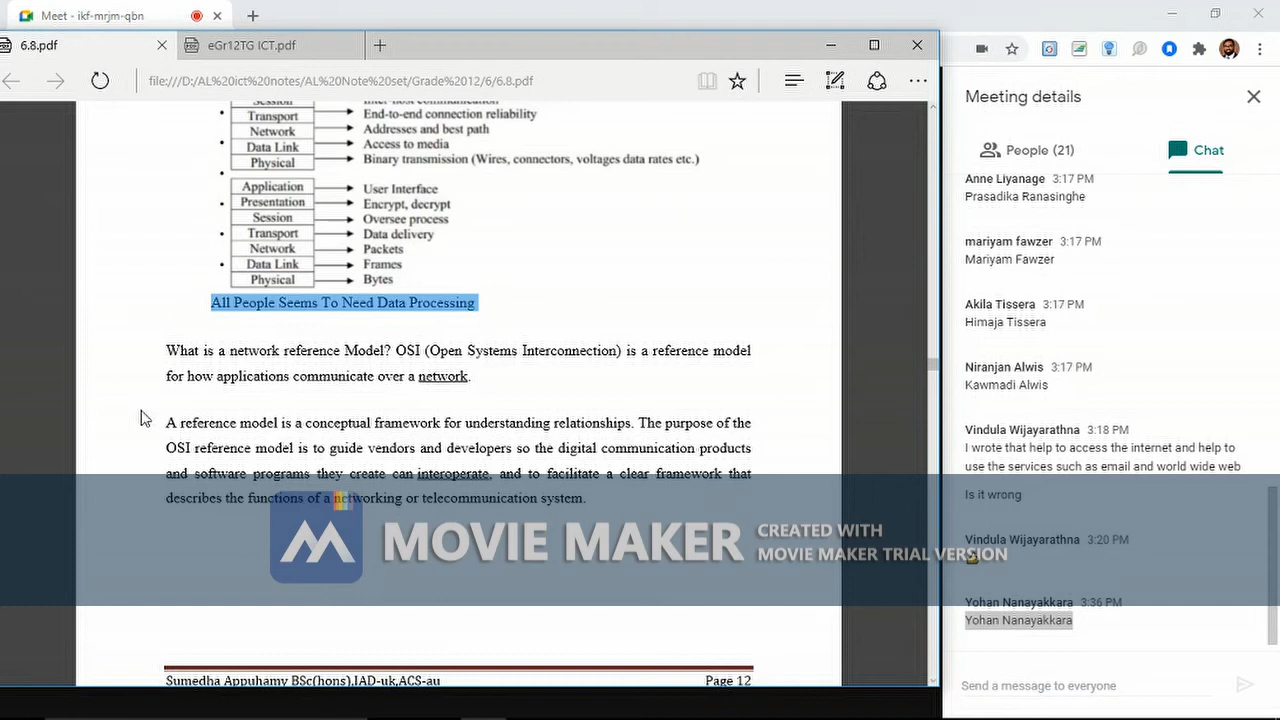 Meet - ikf-mrjm-qbn
6.8.pdf
eGr12TG ICT.pdf
file:///D:/AL%20ict%20notes/AL%20Note%20set/Grade%2012/6/6.8.pdf
Session Inter-host communication
Transport End-to-end connection reliability
Network Addresses and best path
Data Link Access to media
Physical Binary transmission (Wires, connectors, voltages data rates etc.)
Application User Interface
Presentation Encrypt, decrypt
Session Oversee process
Transport Data delivery
Network Packets
Data Link Frames
Physical Bytes
All People Seems To Need Data Processing
What is a network reference Model? OSI (Open Systems Interconnection) is a reference model
for how applications communicate over a network.
A reference model is a conceptual framework for understanding relationships. The purpose of the
OSI reference model is to guide vendors and developers so the digital communication products
and software programs they create can interoperate, and to facilitate a clear framework that
describes the functions of a networking or telecommunication system.
MOVIE MAKER
CREATED WITH
MOVIE MAKER TRIAL VERSION
Sumedha Appuhamy BSc(hons),IAD-uk,ACS-au Page 12
Meeting details
People (21)
Chat
Anne Liyanage 3:17 PM
Prasadika Ranasinghe
mariyam fawzer 3:17 PM
Mariyam Fawzer
Akila Tissera 3:17 PM
Himaja Tissera
Niranjan Alwis 3:17 PM
Kawmadi Alwis
Vindula Wijayarathna 3:18 PM
I wrote that help to access the internet and help to
use the services such as email and world wide web
Is it wrong
Vindula Wijayarathna 3:20 PM
Yohan Nanayakkara 3:36 PM
Yohan Nanayakkara
Send a message to everyone